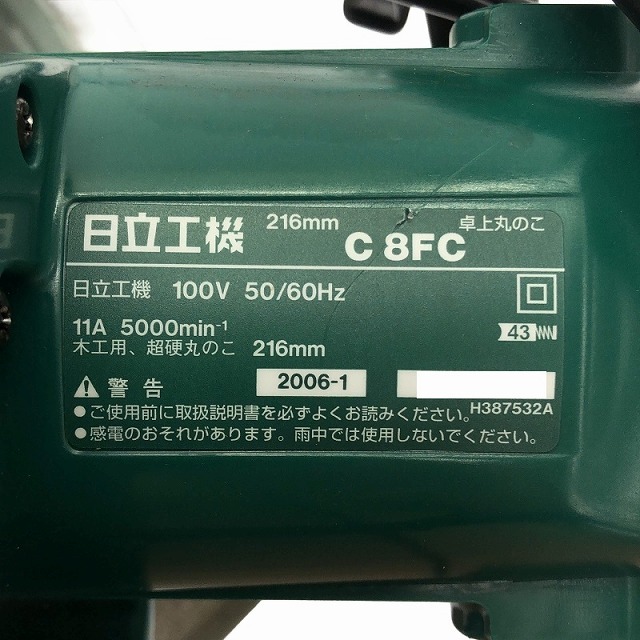 日立工機 216mm C 8FC 卓上丸のこ
日立工機 100V 50/60Hz
11A 5000min⁻¹ 43
木工用、超硬丸のこ 216mm
警告 2006-1
●ご使用前に取扱説明書を必ずよくお読みください。H387532A
●感電のおそれがあります。雨中では使用しないでください。